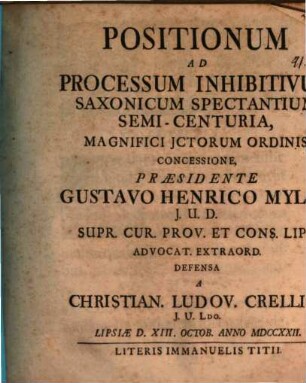 POSITIONUM
AD
PROCESSUM INHIBITIVU
SAXONICUM SPECTANTIUM
SEMI-CENTURIA,
MAGNIFICI JCTORUM ORDINIS
CONCESSIONE,
PRÆSIDENTE
GUSTAVO HENRICO MYL
J. U. D.
SUPR. CUR. PROV. ET CONS. LIP
ADVOCAT. EXTRAORD.
DEFENSA
A
CHRISTIAN. LUDOV. CRELLI
J. U. LDO.
LIPSIÆ D. XIII. OCTOB. ANNO MDCCXXII.
LITERIS IMMANUELIS TITII.